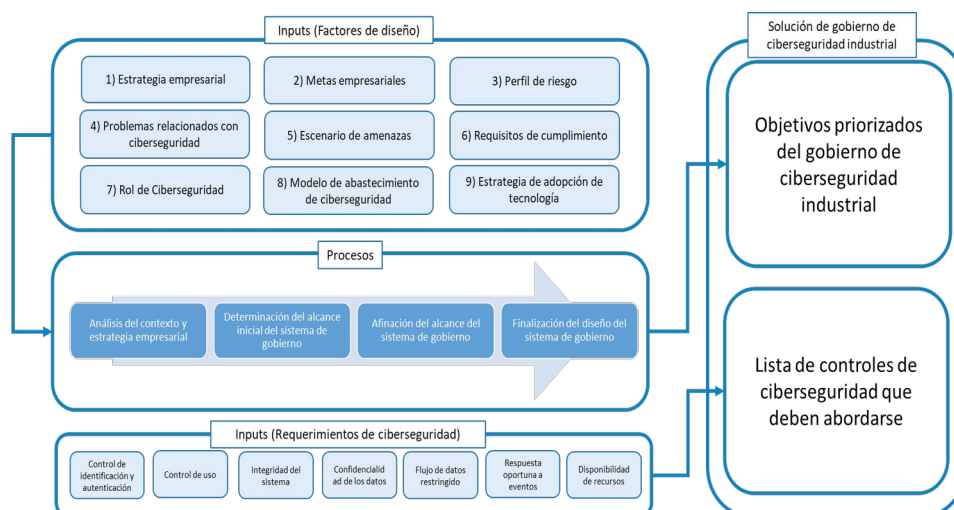 Inputs (Factores de diseño)
1) Estrategia empresarial
2) Metas empresariales
3) Perfil de riesgo
4) Problemas relacionados con
ciberseguridad
5) Escenario de amenazas
6) Requisitos de cumplimiento
7) Rol de Ciberseguridad
8) Modelo de abastecimiento
de ciberseguridad
9) Estrategia de adopción de
tecnología
Procesos
Análisis del contexto y
estrategia empresarial
Determinación del alcance
inicial del sistema de
gobierno
Afinación del alcance del
sistema de gobierno
Finalización del diseño del
sistema de gobierno
Inputs (Requerimientos de ciberseguridad)
Control de
identificación y
autenticación
Control de uso
Integridad del
sistema
Confidencialid
ad de los datos
Flujo de datos
restringido
Respuesta
oportuna a
eventos
Disponibilidad
de recursos
Solución de gobierno de
ciberseguridad industrial
Objetivos priorizados
del gobierno de
ciberseguridad
industrial
Lista de controles de
ciberseguridad que
deben abordarse